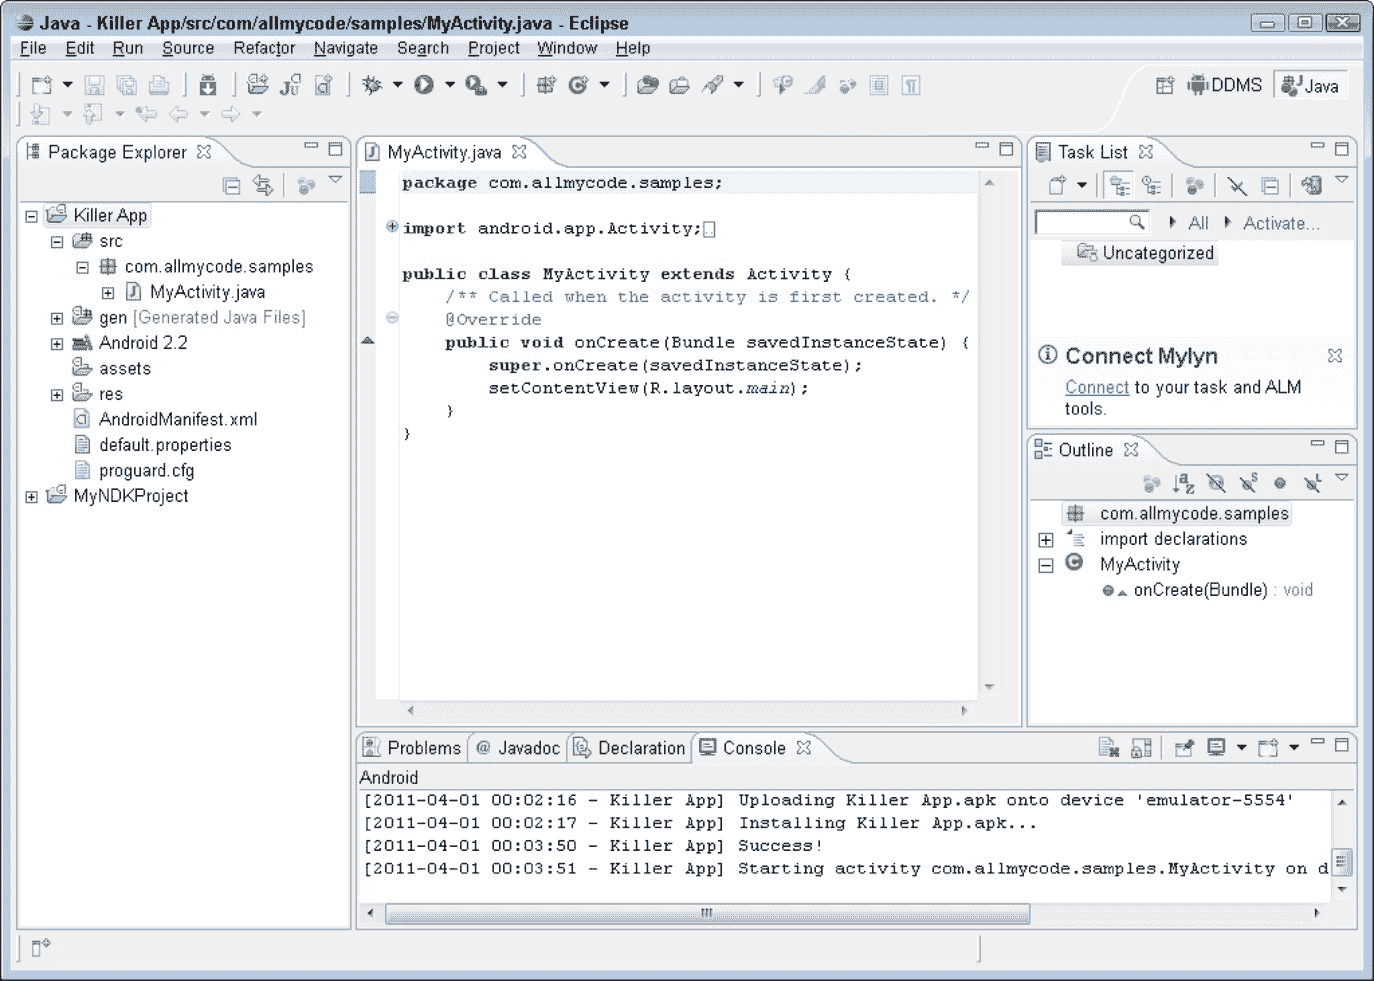 Java - Killer App/src/com/allmycode/samples/MyActivity.java - Eclipse
File Edit Run Source Refactor Navigate Search Project Window Help
DDMS Java
Package Explorer
Killer App
src
com.allmycode.samples
MyActivity.java
gen [Generated Java Files]
Android 2.2
assets
res
AndroidManifest.xml
default.properties
proguard.cfg
MyNDKProject
MyActivity.java
package com.allmycode.samples;
import android.app.Activity;
public class MyActivity extends Activity {
/** Called when the activity is first created. */
@Override
public void onCreate(Bundle savedInstanceState) {
super.onCreate(savedInstanceState);
setContentView(R.layout.main);
}
}
Task List
All Activate...
Uncategorized
Connect Mylyn
Connect to your task and ALM
tools.
Outline
com.allmycode.samples
import declarations
MyActivity
onCreate(Bundle) : void
Problems @ Javadoc Declaration Console
Android
[2011-04-01 00:02:16 - Killer App] Uploading Killer App.apk onto device 'emulator-5554'
[2011-04-01 00:02:17 - Killer App] Installing Killer App.apk...
[2011-04-01 00:03:50 - Killer App] Success!
[2011-04-01 00:03:51 - Killer App] Starting activity com.allmycode.samples.MyActivity on d